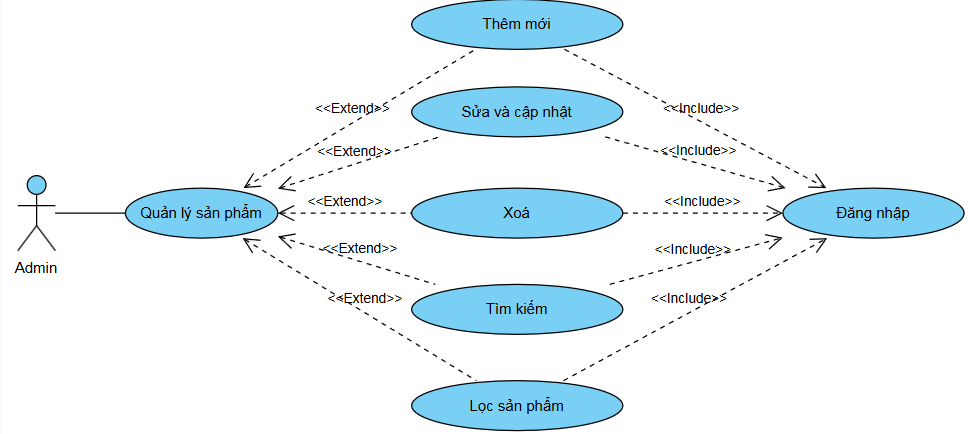 Thêm mới
<<Extend>>
<<Include>>
Sửa và cập nhật
<<Extend>>
<<Include>>
Quản lý sản phẩm
<<Extend>>
Xoá
<<Include>>
Đăng nhập
Admin
<<Extend>>
<<Include>>
Tìm kiếm
<<Extend>>
<<Include>>
Lọc sản phẩm